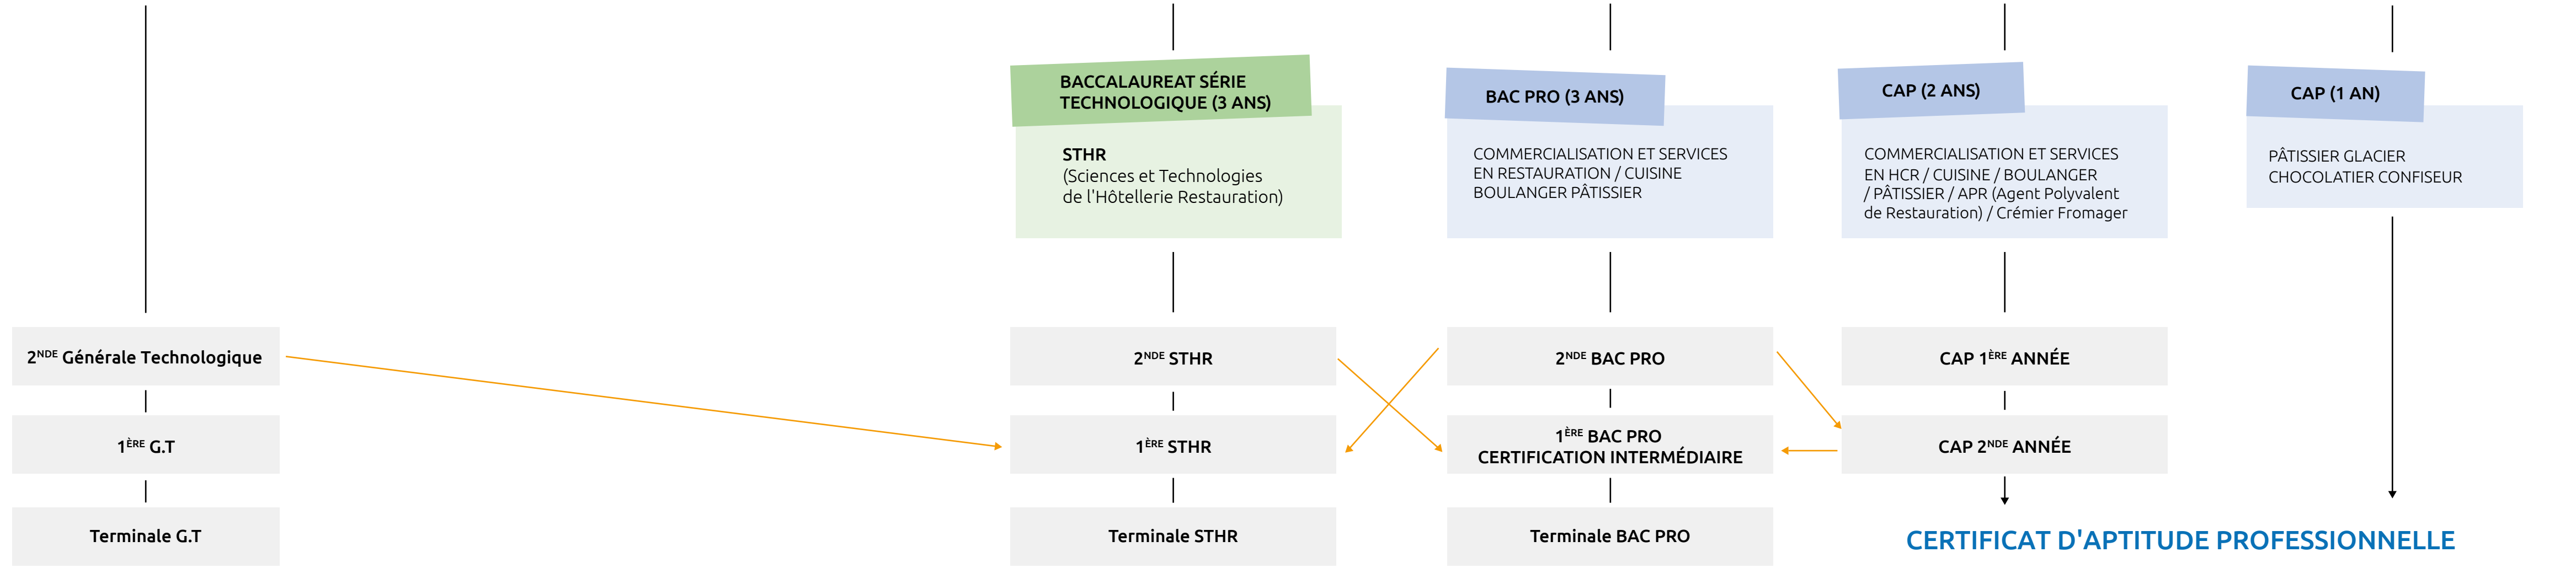 BACCALAUREAT SÉRIE
TECHNOLOGIQUE (3 ANS)
STHR
(Sciences et Technologies
de l'Hôtellerie Restauration)
BAC PRO (3 ANS)
COMMERCIALISATION ET SERVICES
EN RESTAURATION / CUISINE
BOULANGER PÂTISSIER
CAP (2 ANS)
COMMERCIALISATION ET SERVICES
EN HCR / CUISINE / BOULANGER
/ PÂTISSIER / APR (Agent Polyvalent
de Restauration) / Crémier Fromager
CAP (1 AN)
PÂTISSIER GLACIER
CHOCOLATIER CONFISEUR
2NDE Générale Technologique
2NDE STHR
2NDE BAC PRO
CAP 1ÈRE ANNÉE
1ÈRE G.T
1ÈRE STHR
1ÈRE BAC PRO
CERTIFICATION INTERMÉDIAIRE
CAP 2NDE ANNÉE
Terminale G.T
Terminale STHR
Terminale BAC PRO
CERTIFICAT D'APTITUDE PROFESSIONNELLE